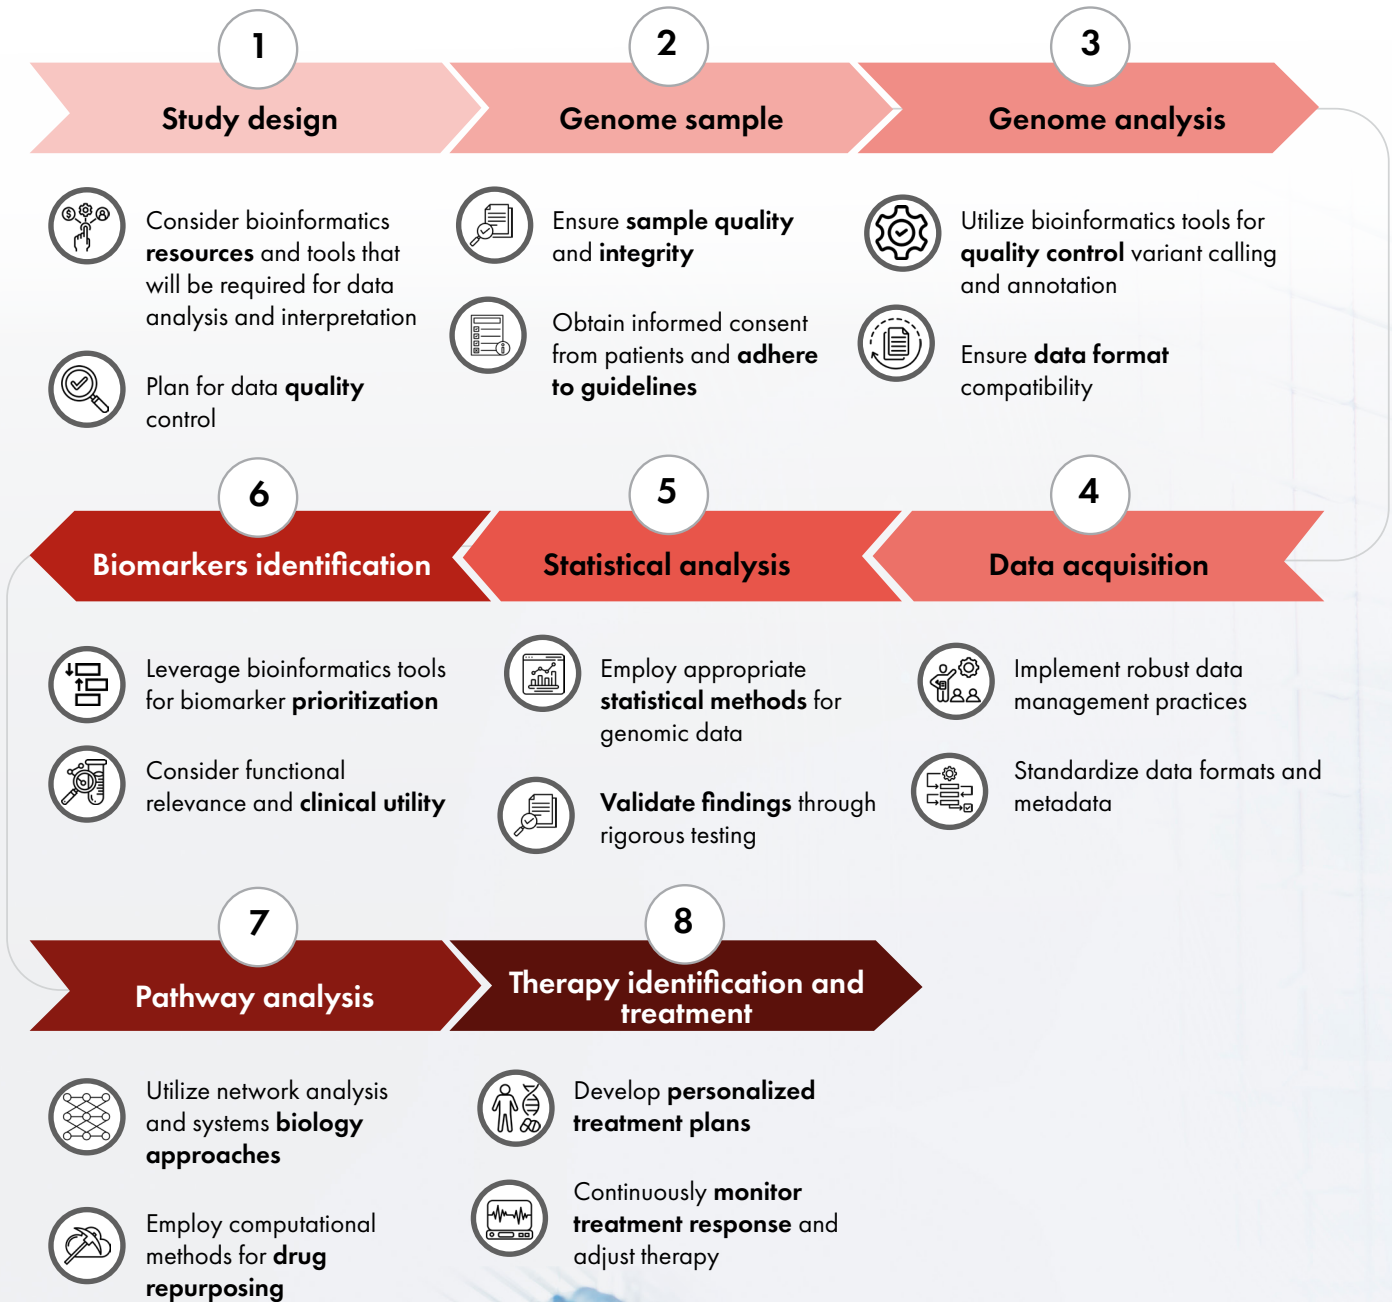 1
Study design
Consider bioinformatics
resources and tools that
will be required for data
analysis and interpretation
Plan for data quality
control
2
Genome sample
Ensure sample quality
and integrity
Obtain informed consent
from patients and adhere
to guidelines
3
Genome analysis
Utilize bioinformatics tools for
quality control variant calling
and annotation
Ensure data format
compatibility
4
Data acquisition
Implement robust data
management practices
Standardize data formats and
metadata
5
Statistical analysis
Employ appropriate
statistical methods for
genomic data
Validate findings through
rigorous testing
6
Biomarkers identification
Leverage bioinformatics tools
for biomarker prioritization
Consider functional
relevance and clinical utility
7
Pathway analysis
Utilize network analysis
and systems biology
approaches
Employ computational
methods for drug
repurposing
8
Therapy identification and
treatment
Develop personalized
treatment plans
Continuously monitor
treatment response and
adjust therapy